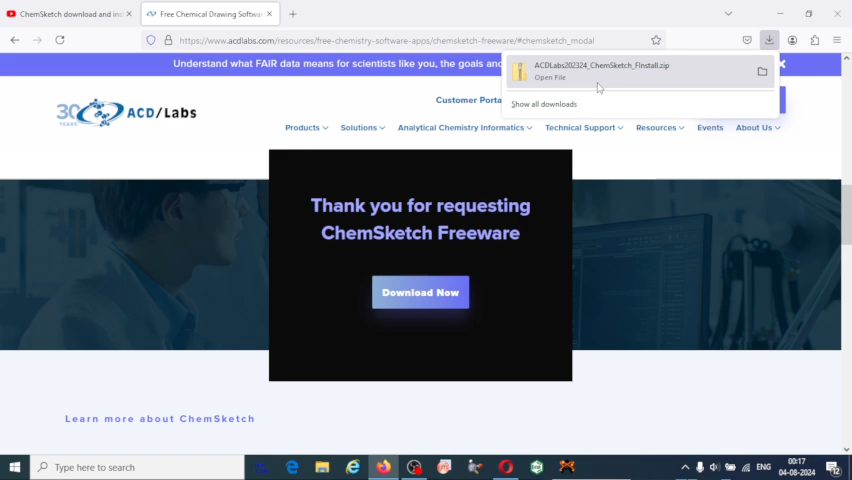 ChemSketch download and inst
Free Chemical Drawing Softwar
https://www.acdlabs.com/resources/free-chemistry-software-apps/chemsketch-freeware/#chemsketch_modal
Understand what FAIR data means for scientists like you, the goals an
ACDLabs202324_ChemSketch_FInstall.zip
Open File
Show all downloads
30 YEARS ACD/Labs
Customer Porta
Products Solutions Analytical Chemistry Informatics Technical Support Resources Events About Us
Thank you for requesting
ChemSketch Freeware
Download Now
Learn more about ChemSketch
Type here to search
ENG
00:17
04-08-2024
12